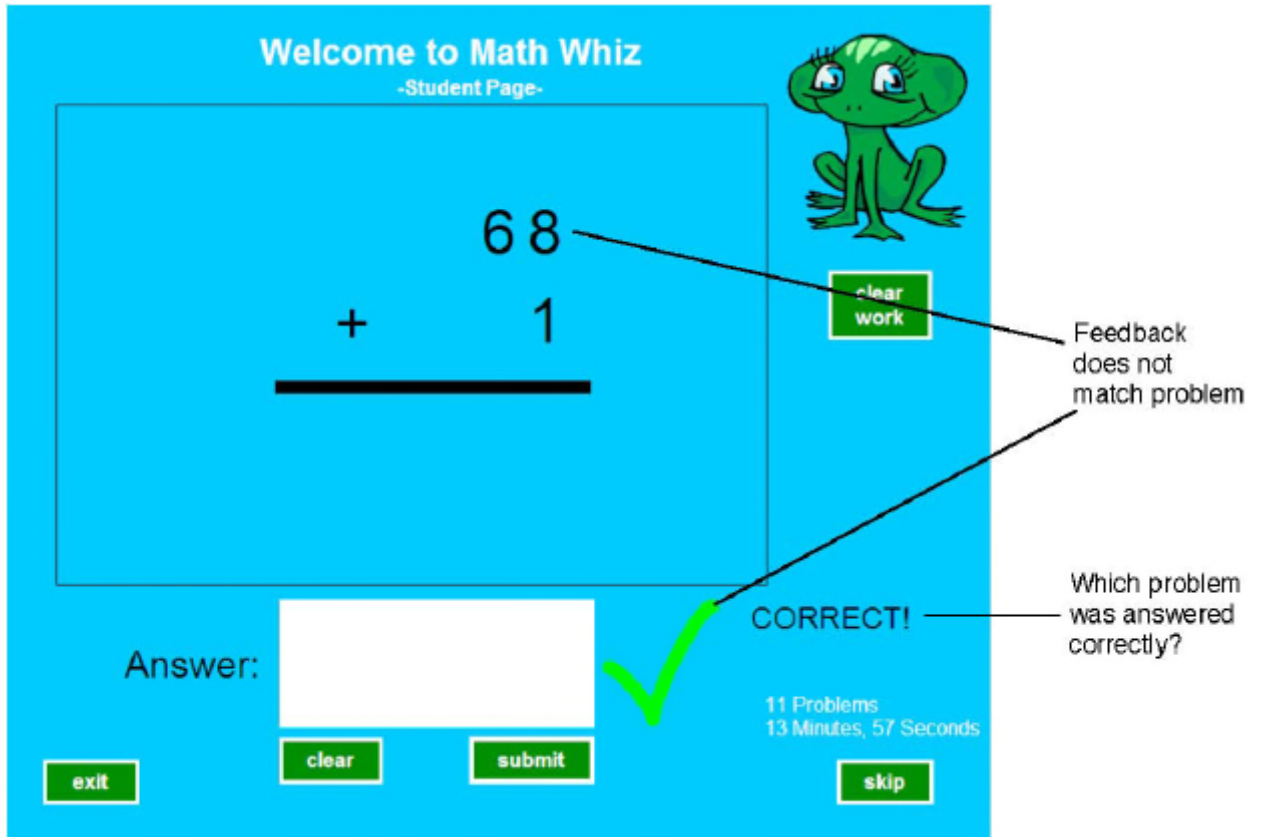 Welcome to Math Whiz
-Student Page-
68
+ 1
clear
work
Feedback
does not
match problem
CORRECT!
Which problem
was answered
correctly?
Answer:
11 Problems
13 Minutes, 57 Seconds
clear
submit
exit
skip